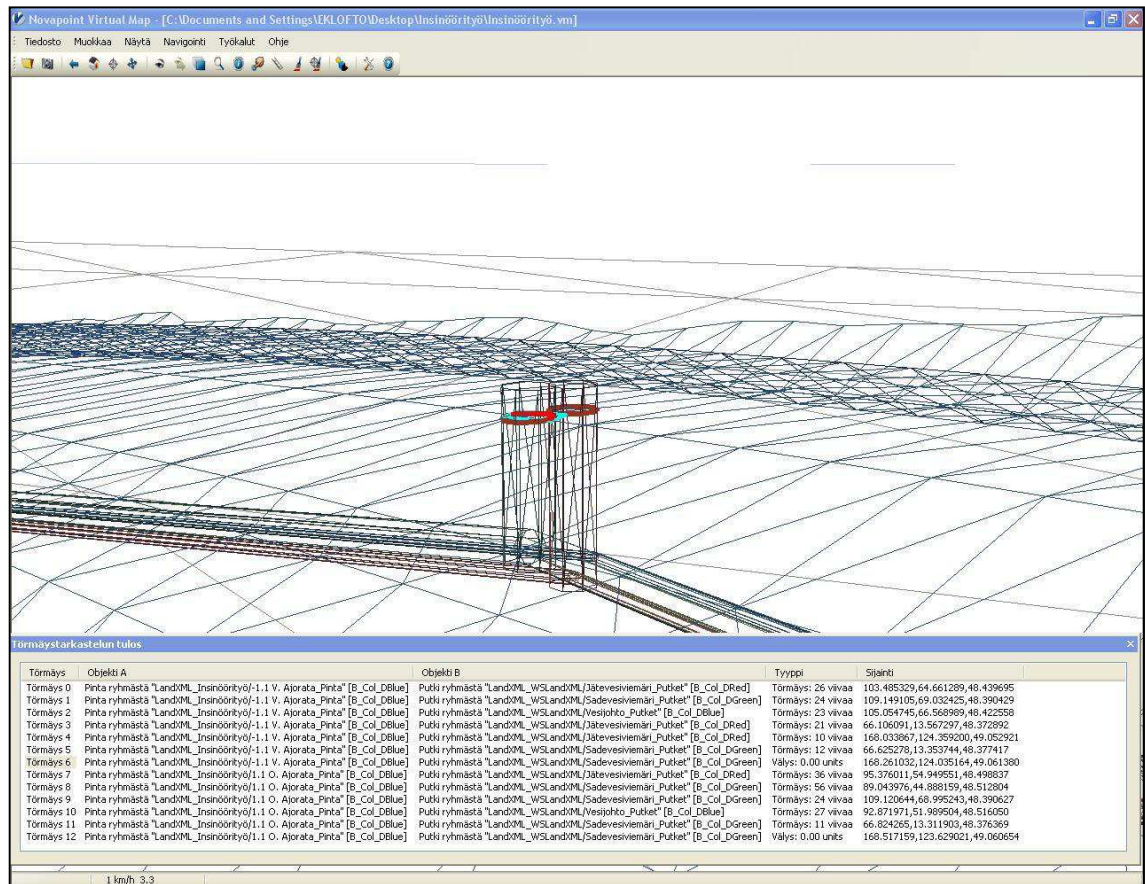 Novapoint Virtual Map - [C:\Documents and Settings\EKLOFTO\Desktop\Insinöörityö\Insinöörityö.vm]
Tiedosto Muokkaa Näytä Navigointi Työkalut Ohje
Törmäystarkastelun tulos
Törmäys Objekti A Objekti B Tyyppi Sijainti
Törmäys 0 Pinta ryhmästä "LandXML_Insinöörityö/-1.1 V. Ajorata_Pinta" [B_Col_DBlue] Putki ryhmästä "LandXML_WSLandXML/Jätevesiviemäri_Putket" [B_Col_DRed] Törmäys: 26 viivaa 103.485329,64.661289,48.439695
Törmäys 1 Pinta ryhmästä "LandXML_Insinöörityö/-1.1 V. Ajorata_Pinta" [B_Col_DBlue] Putki ryhmästä "LandXML_WSLandXML/Sadevesiviemäri_Putket" [B_Col_DGreen] Törmäys: 24 viivaa 109.149105,69.032425,48.390429
Törmäys 2 Pinta ryhmästä "LandXML_Insinöörityö/-1.1 V. Ajorata_Pinta" [B_Col_DBlue] Putki ryhmästä "LandXML_WSLandXML/Vesijohto_Putket" [B_Col_DBlue] Törmäys: 23 viivaa 105.054745,66.568989,48.422558
Törmäys 3 Pinta ryhmästä "LandXML_Insinöörityö/-1.1 V. Ajorata_Pinta" [B_Col_DBlue] Putki ryhmästä "LandXML_WSLandXML/Jätevesiviemäri_Putket" [B_Col_DRed] Törmäys: 21 viivaa 66.106091,13.567297,48.372892
Törmäys 4 Pinta ryhmästä "LandXML_Insinöörityö/-1.1 V. Ajorata_Pinta" [B_Col_DBlue] Putki ryhmästä "LandXML_WSLandXML/Jätevesiviemäri_Putket" [B_Col_DRed] Törmäys: 10 viivaa 168.033867,124.359200,49.052921
Törmäys 5 Pinta ryhmästä "LandXML_Insinöörityö/-1.1 V. Ajorata_Pinta" [B_Col_DBlue] Putki ryhmästä "LandXML_WSLandXML/Sadevesiviemäri_Putket" [B_Col_DGreen] Törmäys: 12 viivaa 66.625278,13.353744,48.377417
Törmäys 6 Pinta ryhmästä "LandXML_Insinöörityö/-1.1 V. Ajorata_Pinta" [B_Col_DBlue] Putki ryhmästä "LandXML_WSLandXML/Sadevesiviemäri_Putket" [B_Col_DGreen] Välys: 0.00 units 168.261032,124.035164,49.061380
Törmäys 7 Pinta ryhmästä "LandXML_Insinöörityö/1.1 O. Ajorata_Pinta" [B_Col_DBlue] Putki ryhmästä "LandXML_WSLandXML/Jätevesiviemäri_Putket" [B_Col_DRed] Törmäys: 36 viivaa 95.376011,54.949551,48.498837
Törmäys 8 Pinta ryhmästä "LandXML_Insinöörityö/1.1 O. Ajorata_Pinta" [B_Col_DBlue] Putki ryhmästä "LandXML_WSLandXML/Sadevesiviemäri_Putket" [B_Col_DGreen] Törmäys: 56 viivaa 89.043976,44.888159,48.512804
Törmäys 9 Pinta ryhmästä "LandXML_Insinöörityö/1.1 O. Ajorata_Pinta" [B_Col_DBlue] Putki ryhmästä "LandXML_WSLandXML/Sadevesiviemäri_Putket" [B_Col_DGreen] Törmäys: 24 viivaa 109.120644,68.995243,48.390627
Törmäys 10 Pinta ryhmästä "LandXML_Insinöörityö/1.1 O. Ajorata_Pinta" [B_Col_DBlue] Putki ryhmästä "LandXML_WSLandXML/Vesijohto_Putket" [B_Col_DBlue] Törmäys: 27 viivaa 92.871971,51.989504,48.516050
Törmäys 11 Pinta ryhmästä "LandXML_Insinöörityö/1.1 O. Ajorata_Pinta" [B_Col_DBlue] Putki ryhmästä "LandXML_WSLandXML/Sadevesiviemäri_Putket" [B_Col_DGreen] Törmäys: 11 viivaa 66.824265,13.311903,48.376369
Törmäys 12 Pinta ryhmästä "LandXML_Insinöörityö/1.1 O. Ajorata_Pinta" [B_Col_DBlue] Putki ryhmästä "LandXML_WSLandXML/Sadevesiviemäri_Putket" [B_Col_DGreen] Välys: 0.00 units 168.517159,123.629021,49.060654
1 km/h 3.3